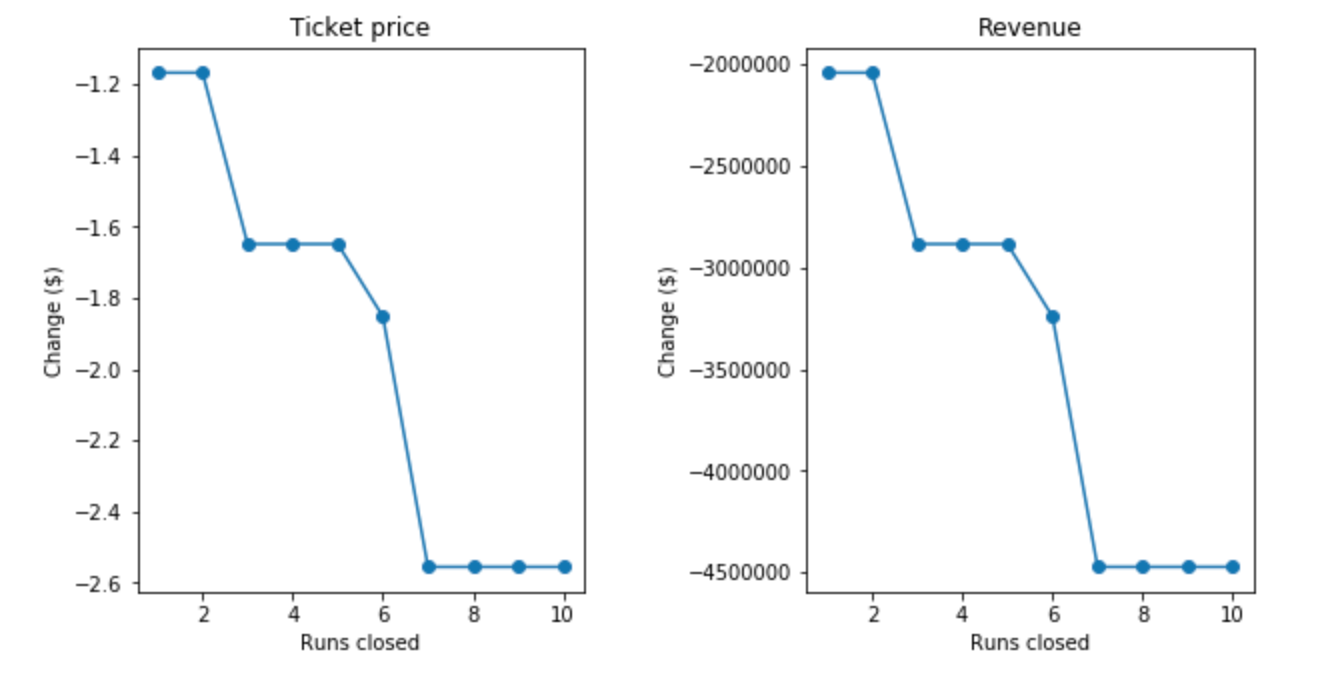 Ticket price
Change ($)
−1.2
−1.4
−1.6
−1.8
−2.0
−2.2
−2.4
−2.6
2 4 6 8 10
Runs closed
Revenue
Change ($)
−2000000
−2500000
−3000000
−3500000
−4000000
−4500000
2 4 6 8 10
Runs closed